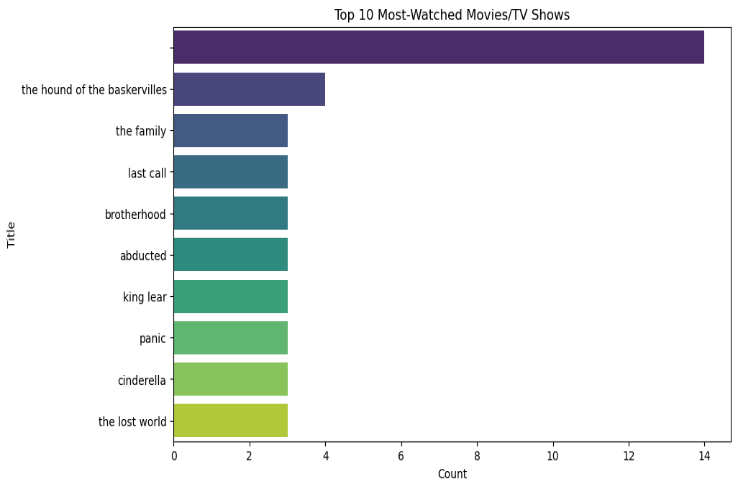 Top 10 Most-Watched Movies/TV Shows
the hound of the baskervilles
the family
last call
brotherhood
abducted
king lear
panic
cinderella
the lost world
Title
0 2 4 6 8 10 12 14
Count